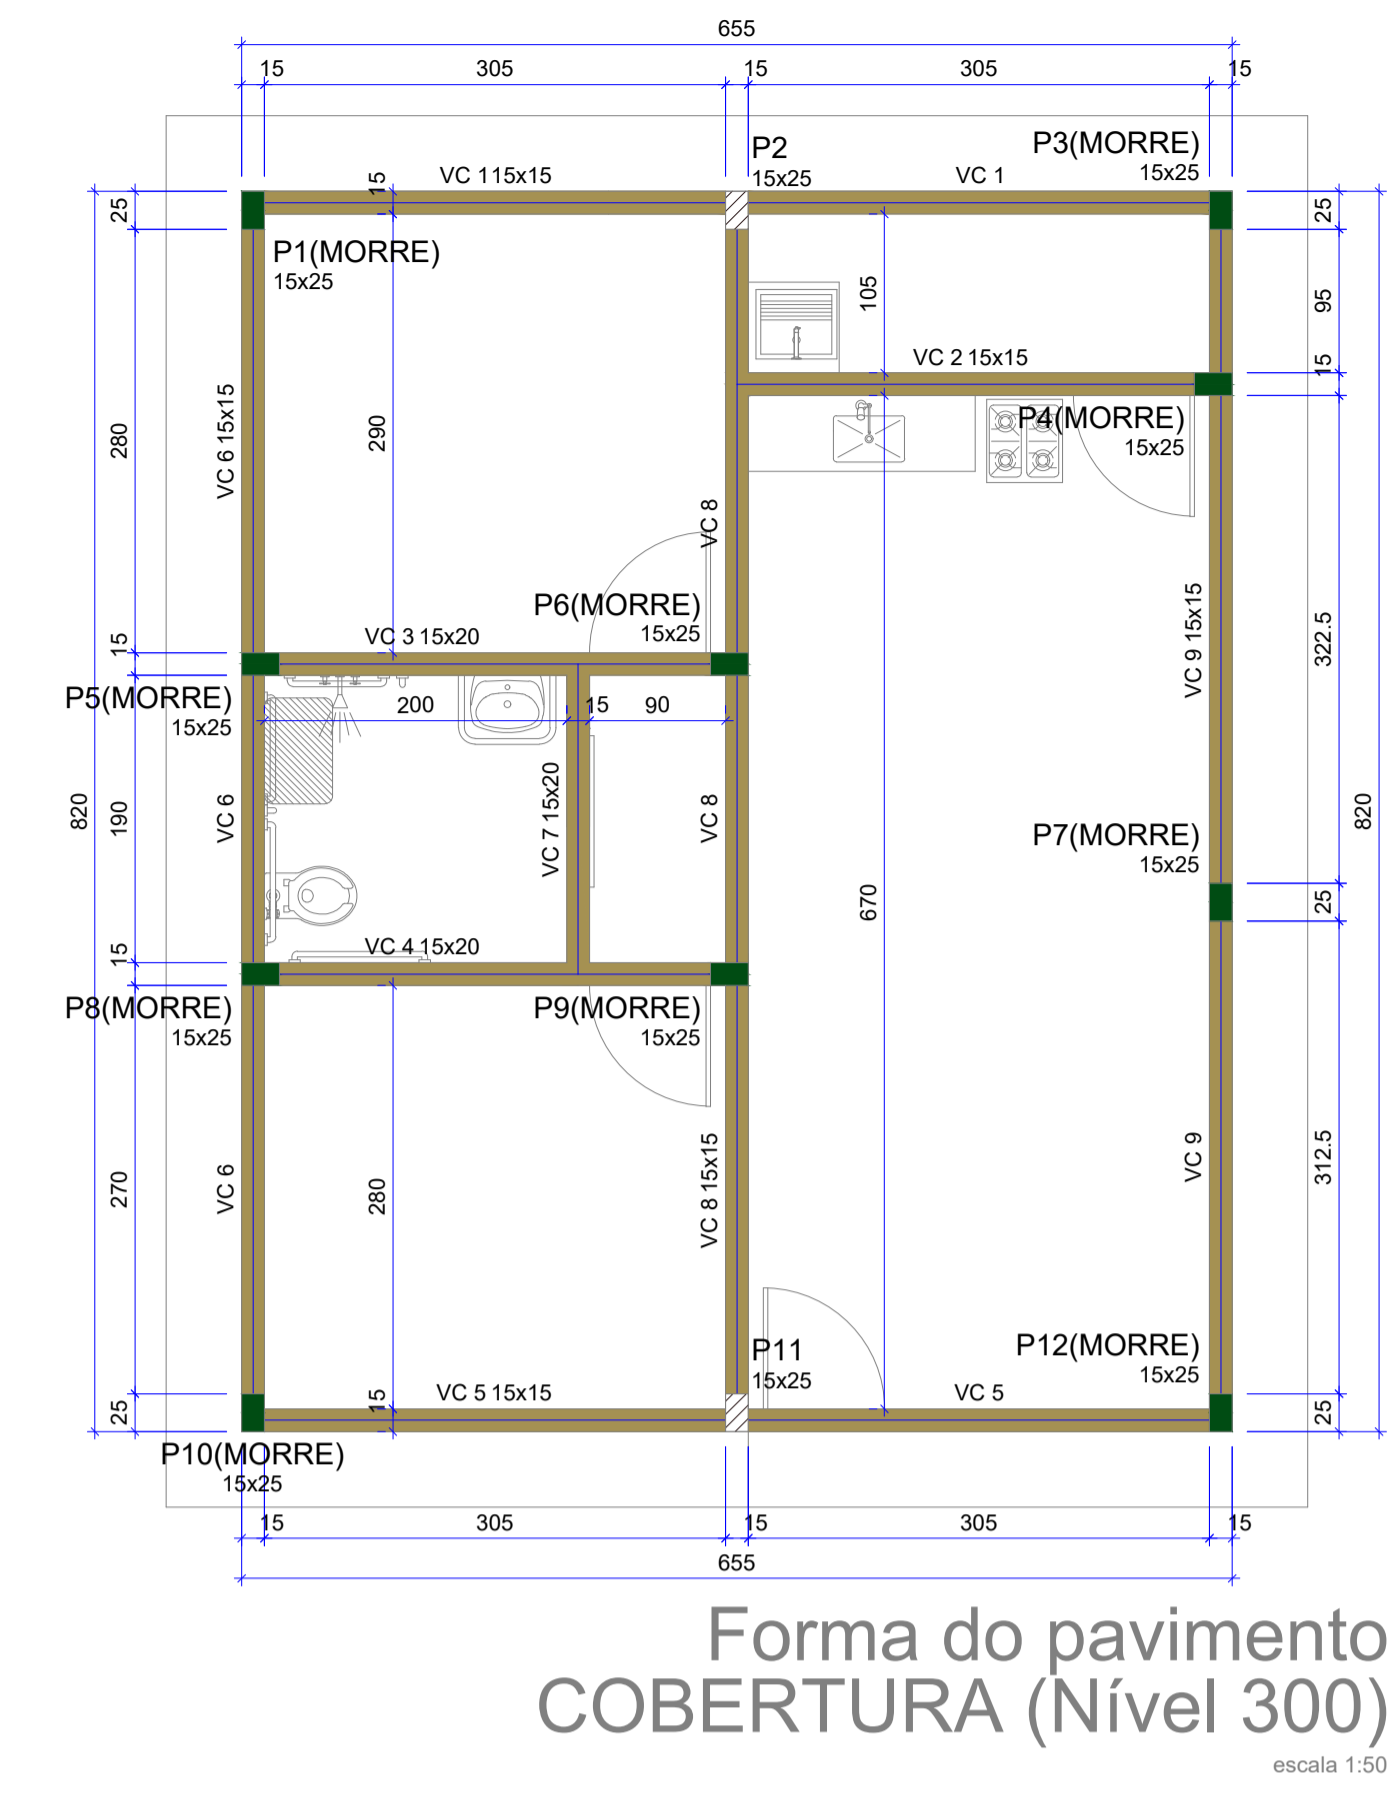 655
15 305 15 305 15
P2
15x25
P3(MORRE)
15x25
VC 1 15x15
VC 1
15
25
25
P1(MORRE)
15x25
105
95
VC 2 15x15
15
VC 6 15x15
280
290
P4(MORRE)
15x25
VC 8
P6(MORRE)
15x25
VC 9 15x15
322.5
15
VC 3 15x20
P5(MORRE)
15x25
200 15 90
820
190
VC 6
VC 7 15x20
VC 8
P7(MORRE)
15x25
820
670
25
15
VC 4 15x20
P8(MORRE)
15x25
P9(MORRE)
15x25
270
VC 6
280
VC 8 15x15
VC 9
312.5
P11
15x25
P12(MORRE)
15x25
25
15
VC 5 15x15
VC 5
25
P10(MORRE)
15x25
15 305 15 305 15
655
Forma do pavimento
COBERTURA (Nível 300)
escala 1:50